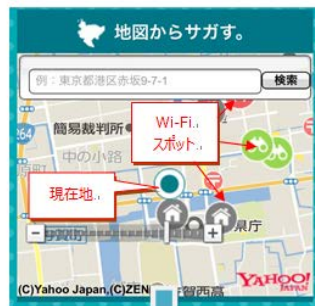 地図からサガす。
例：東京都港区赤坂9-7-1
検索
264
簡易裁判所
Wi-Fi
スポット
中の小路
現在地
県庁
YAHOO!
JAPAN
(C)Yahoo Japan,(C)ZEN
賀西高